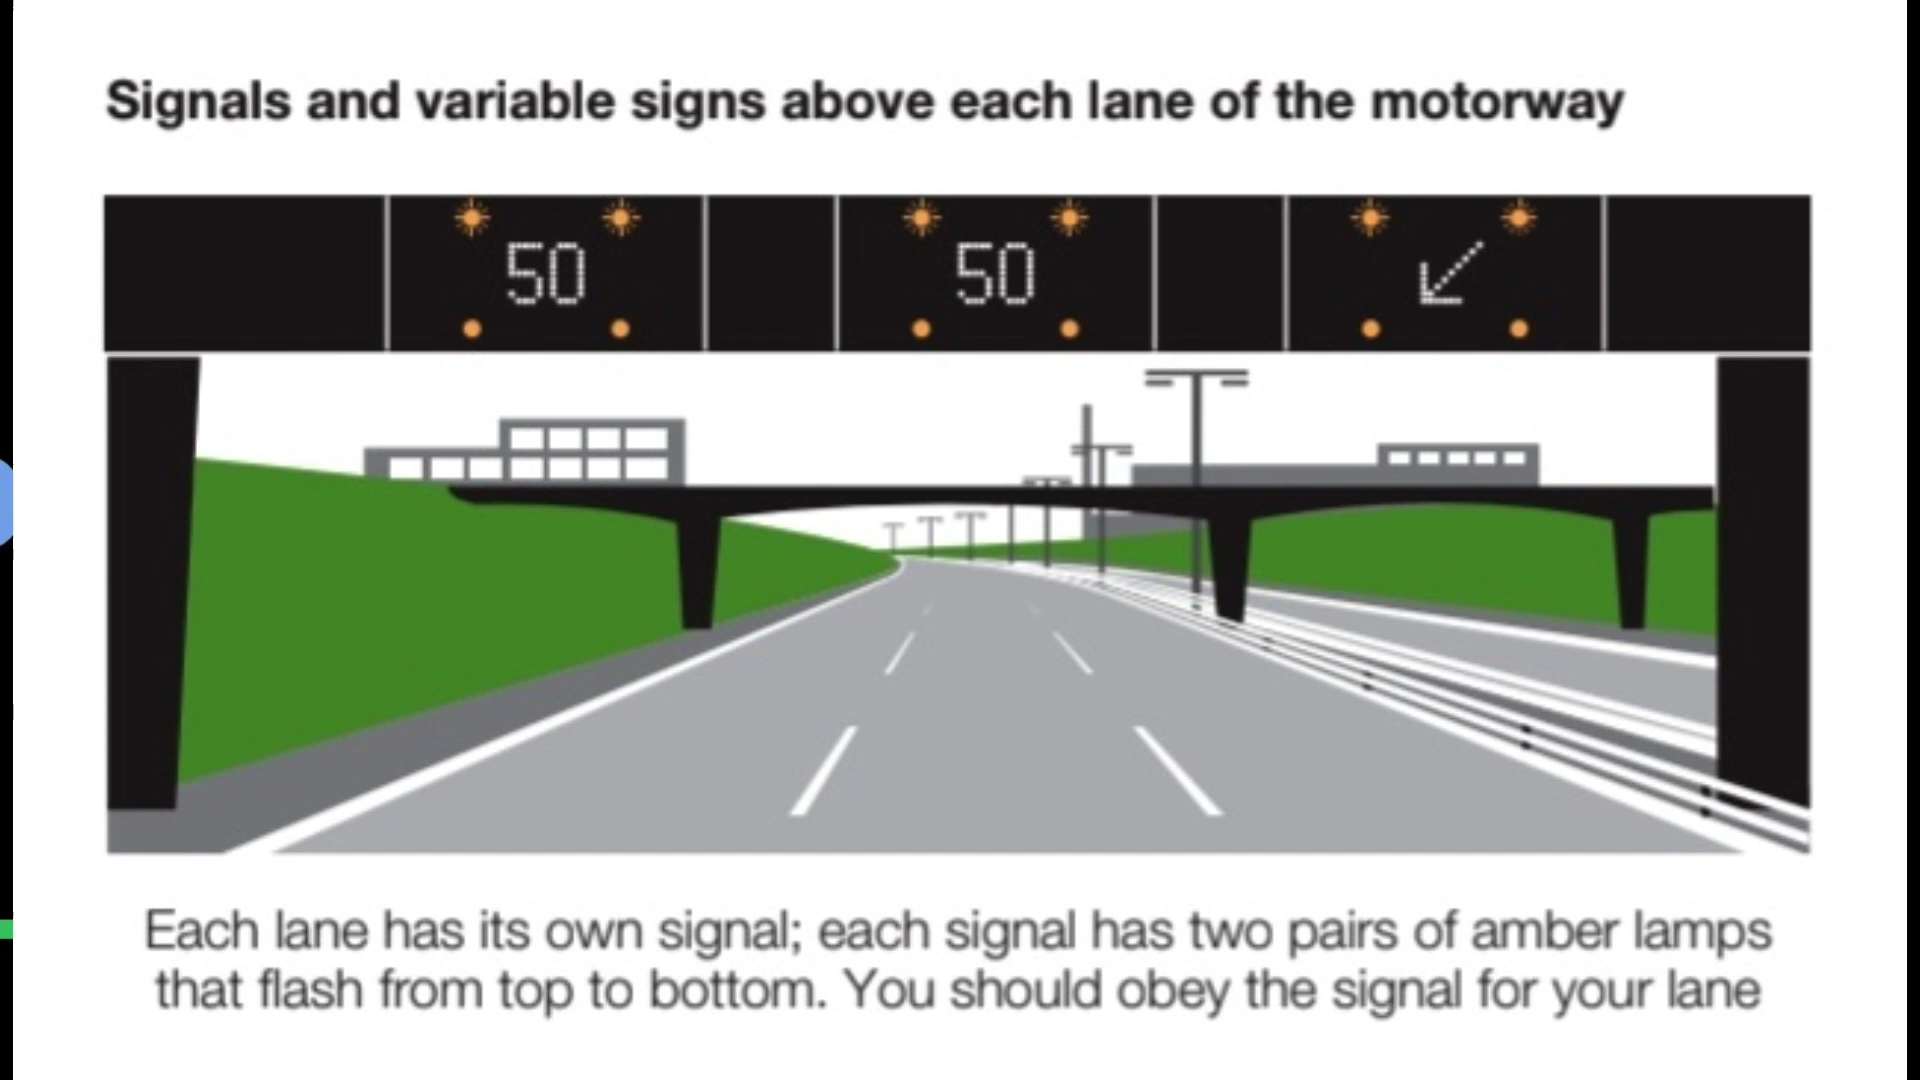 Signals and variable signs above each lane of the motorway
50 50
Each lane has its own signal; each signal has two pairs of amber lamps
that flash from top to bottom. You should obey the signal for your lane